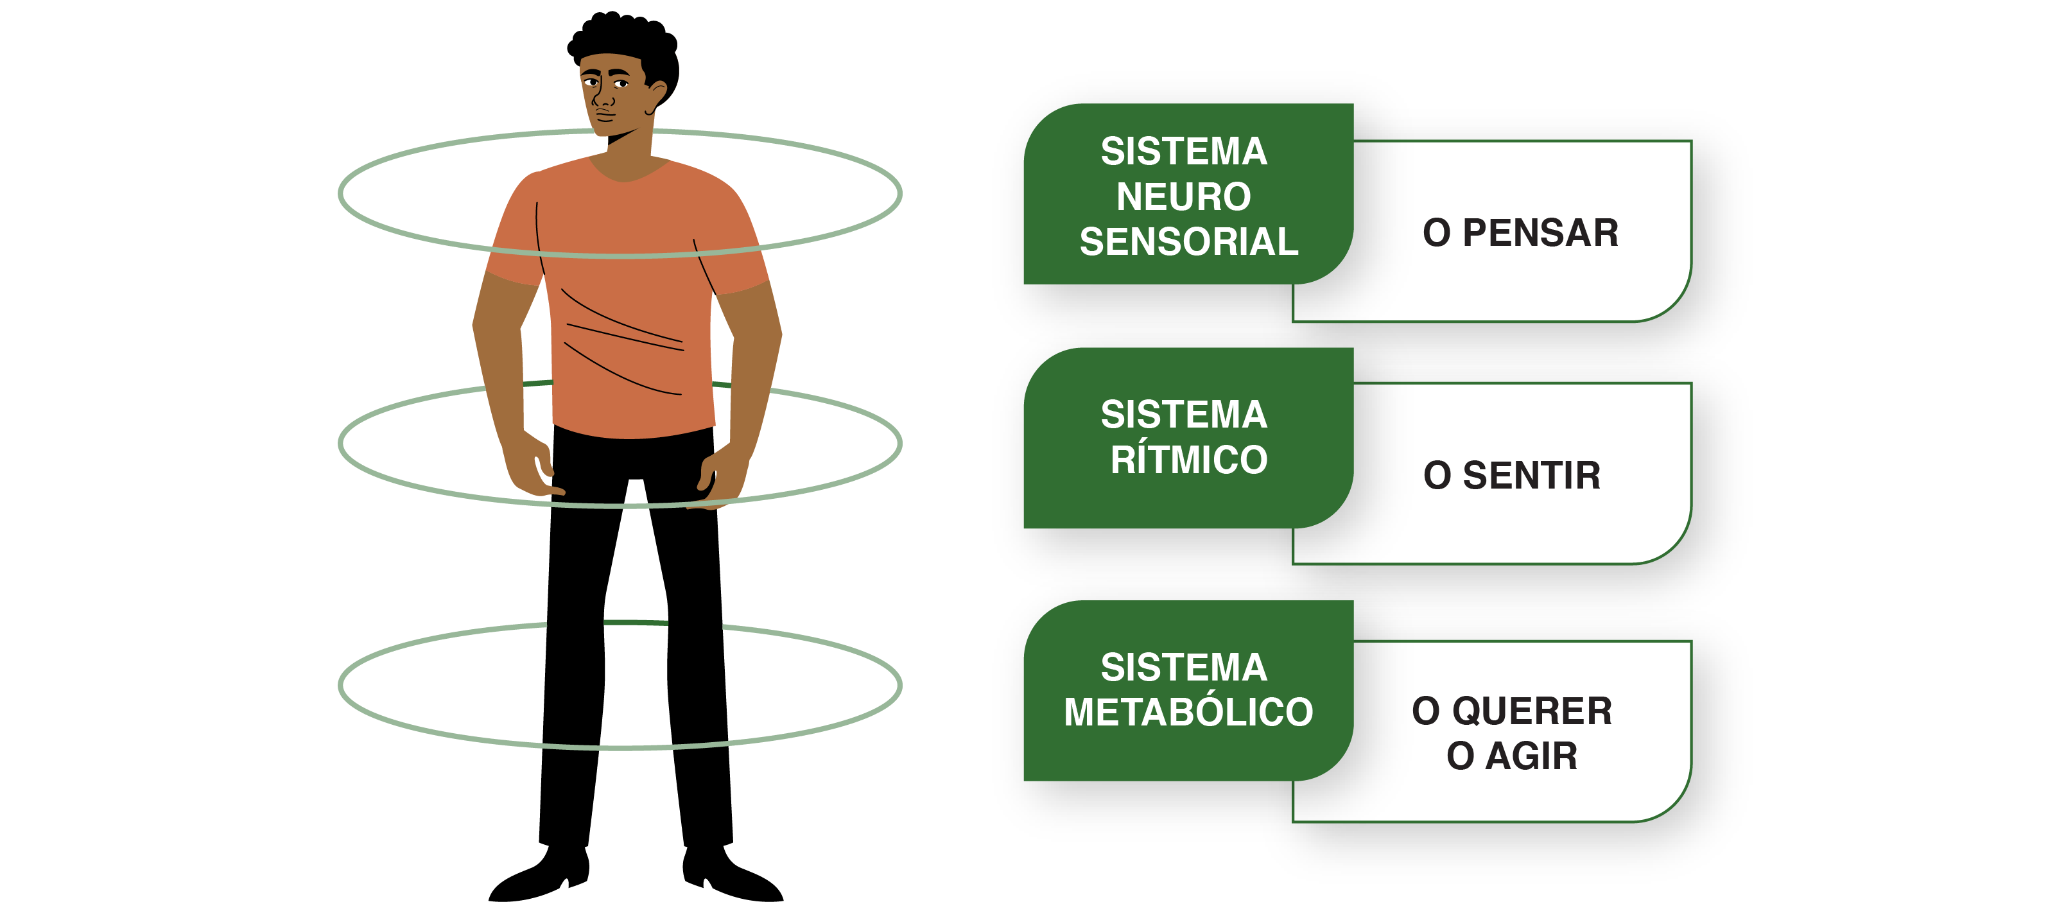 SISTEMA
NEURO
SENSORIAL
O PENSAR
SISTEMA
RÍTMICO
O SENTIR
SISTEMA
METABÓLICO
O QUERER
O AGIR